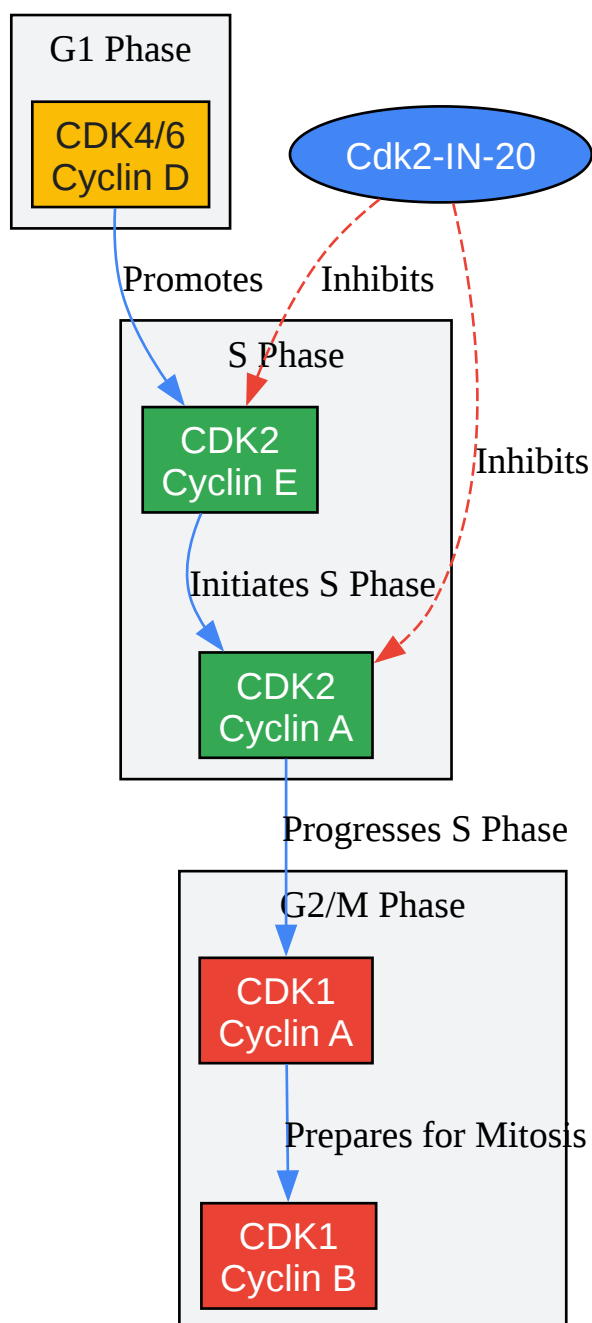 G1 Phase
CDK4/6
Cyclin D
Cdk2-IN-20
Promotes
Inhibits
S Phase
CDK2
Cyclin E
Inhibits
Initiates S Phase
CDK2
Cyclin A
Progresses S Phase
G2/M Phase
CDK1
Cyclin A
Prepares for Mitosis
CDK1
Cyclin B